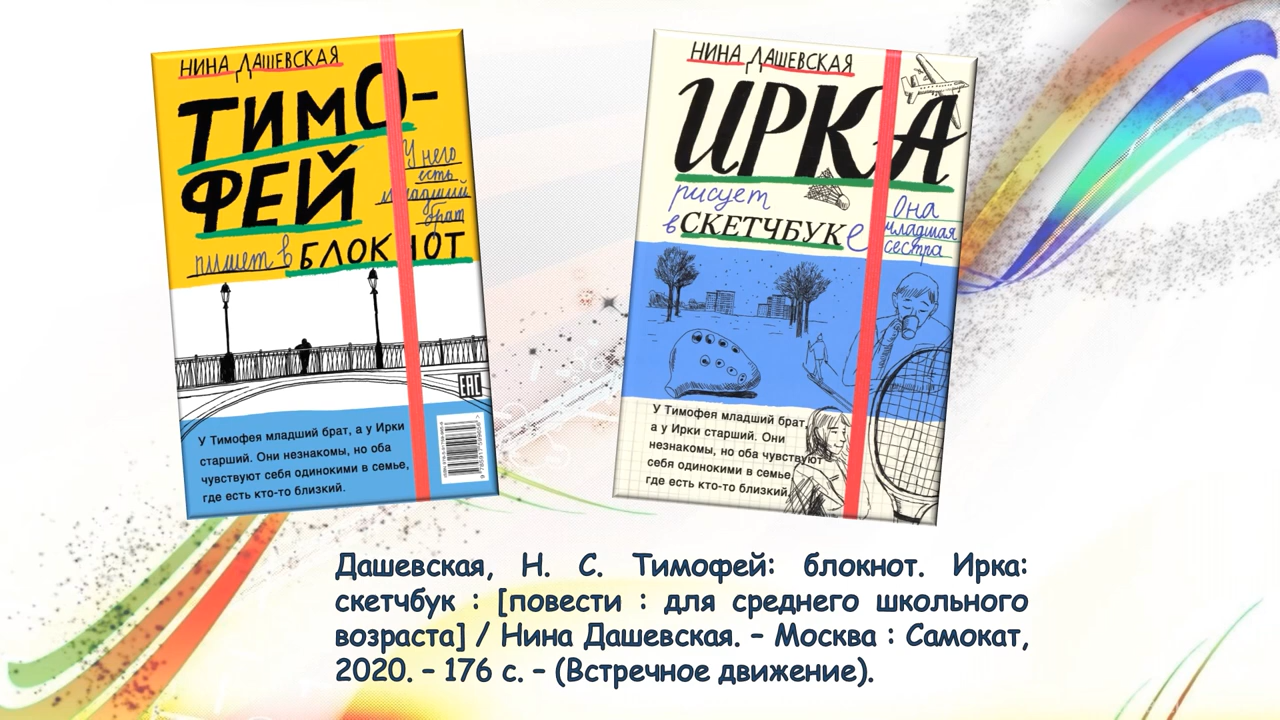 НИНА ДАШЕВСКАЯ
ТИМО-
ФЕЙ
У него
есть
младший
брат
пишет в БЛОКНОТ
ЕАС
У Тимофея младший брат, а у Ирки
старший. Они незнакомы, но оба
чувствуют себя одинокими в семье,
где есть кто-то близкий.
НИНА ДАШЕВСКАЯ
ИРКА
рисует
в СКЕТЧБУКе
Она
младшая
сестра
У Тимофея младший брат,
а у Ирки старший. Они
незнакомы, но оба чувствуют
себя одинокими в семье,
где есть кто-то близкий.
Дашевская, Н. С. Тимофей: блокнот. Ирка:
скетчбук : [повести : для среднего школьного
возраста] / Нина Дашевская. – Москва : Самокат,
2020. – 176 с. – (Встречное движение).